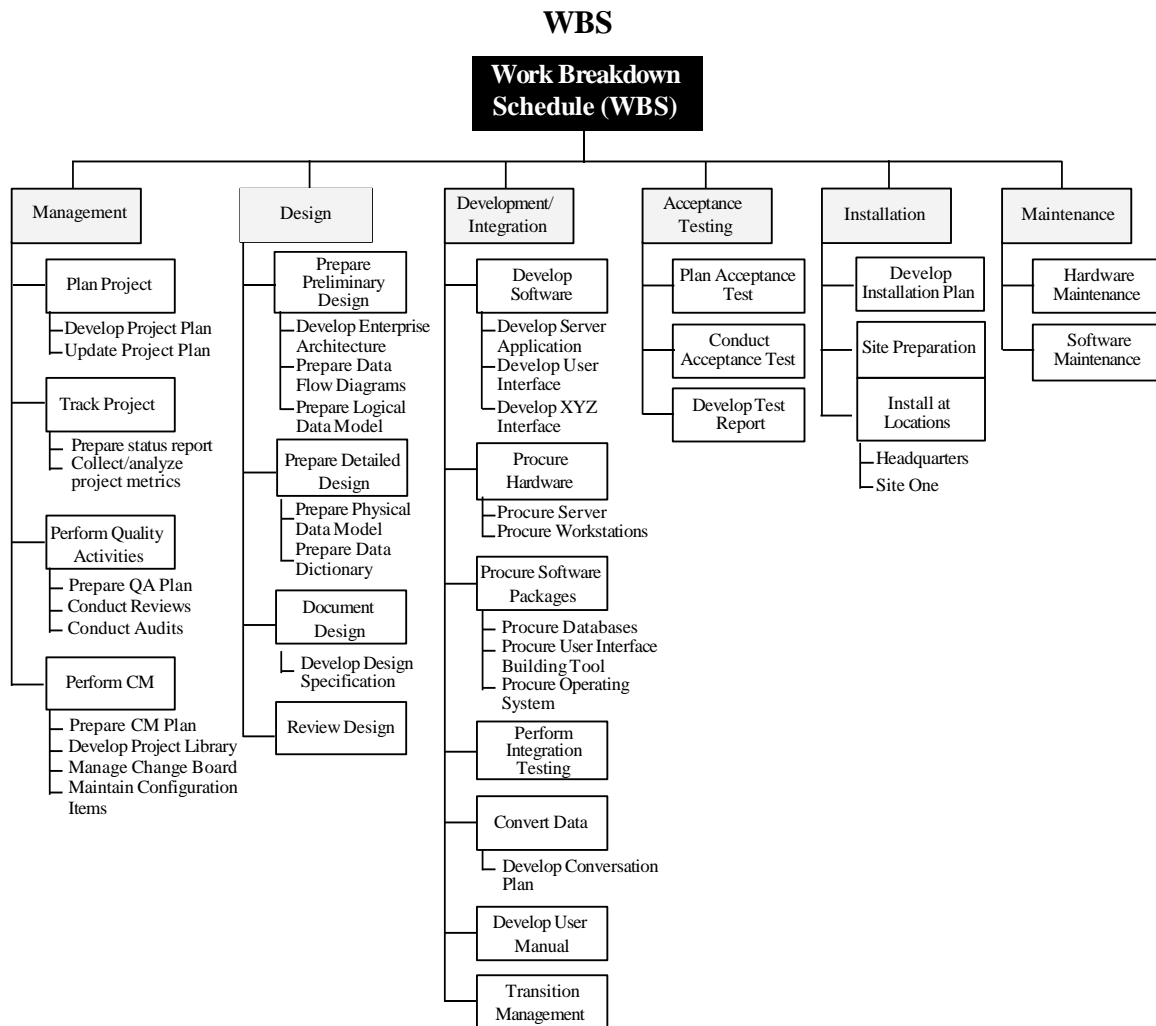 WBS
Work Breakdown
Schedule (WBS)
Management
Plan Project
Develop Project Plan
Update Project Plan
Track Project
Prepare status report
Collect/analyze
project metrics
Perform Quality
Activities
Prepare QA Plan
Conduct Reviews
Conduct Audits
Perform CM
Prepare CM Plan
Develop Project Library
Manage Change Board
Maintain Configuration
Items
Design
Prepare
Preliminary
Design
Develop Enterprise
Architecture
Prepare Data
Flow Diagrams
Prepare Logical
Data Model
Prepare Detailed
Design
Prepare Physical
Data Model
Prepare Data
Dictionary
Document
Design
Develop Design
Specification
Review Design
Development/
Integration
Develop
Software
Develop Server
Application
Develop User
Interface
Develop XYZ
Interface
Procure
Hardware
Procure Server
Procure Workstations
Procure Software
Packages
Procure Databases
Procure User Interface
Building Tool
Procure Operating
System
Perform
Integration
Testing
Convert Data
Develop Conversation
Plan
Develop User
Manual
Transition
Management
Acceptance
Testing
Plan Acceptance
Test
Conduct
Acceptance Test
Develop Test
Report
Installation
Develop
Installation Plan
Site Preparation
Install at
Locations
Headquarters
Site One
Maintenance
Hardware
Maintenance
Software
Maintenance